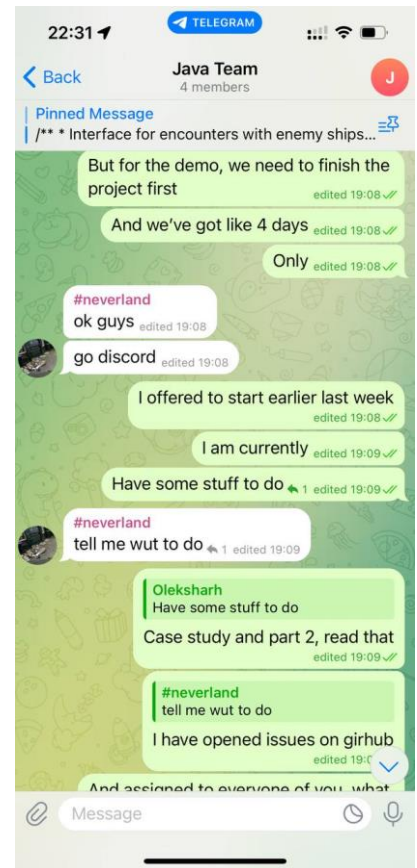 22:31
TELEGRAM
Back
Java Team
4 members
J
Pinned Message
/** * Interface for encounters with enemy ships...
But for the demo, we need to finish the
project first
edited 19:08
And we've got like 4 days edited 19:08
Only edited 19:08
#neverland
ok guys edited 19:08
go discord edited 19:08
I offered to start earlier last week
edited 19:08
I am currently edited 19:09
Have some stuff to do 1 edited 19:09
#neverland
tell me wut to do 1 edited 19:09
Oleksharh
Have some stuff to do
Case study and part 2, read that
edited 19:09
#neverland
tell me wut to do
I have opened issues on girhub
edited
And assigned to everyone of you, what
Message